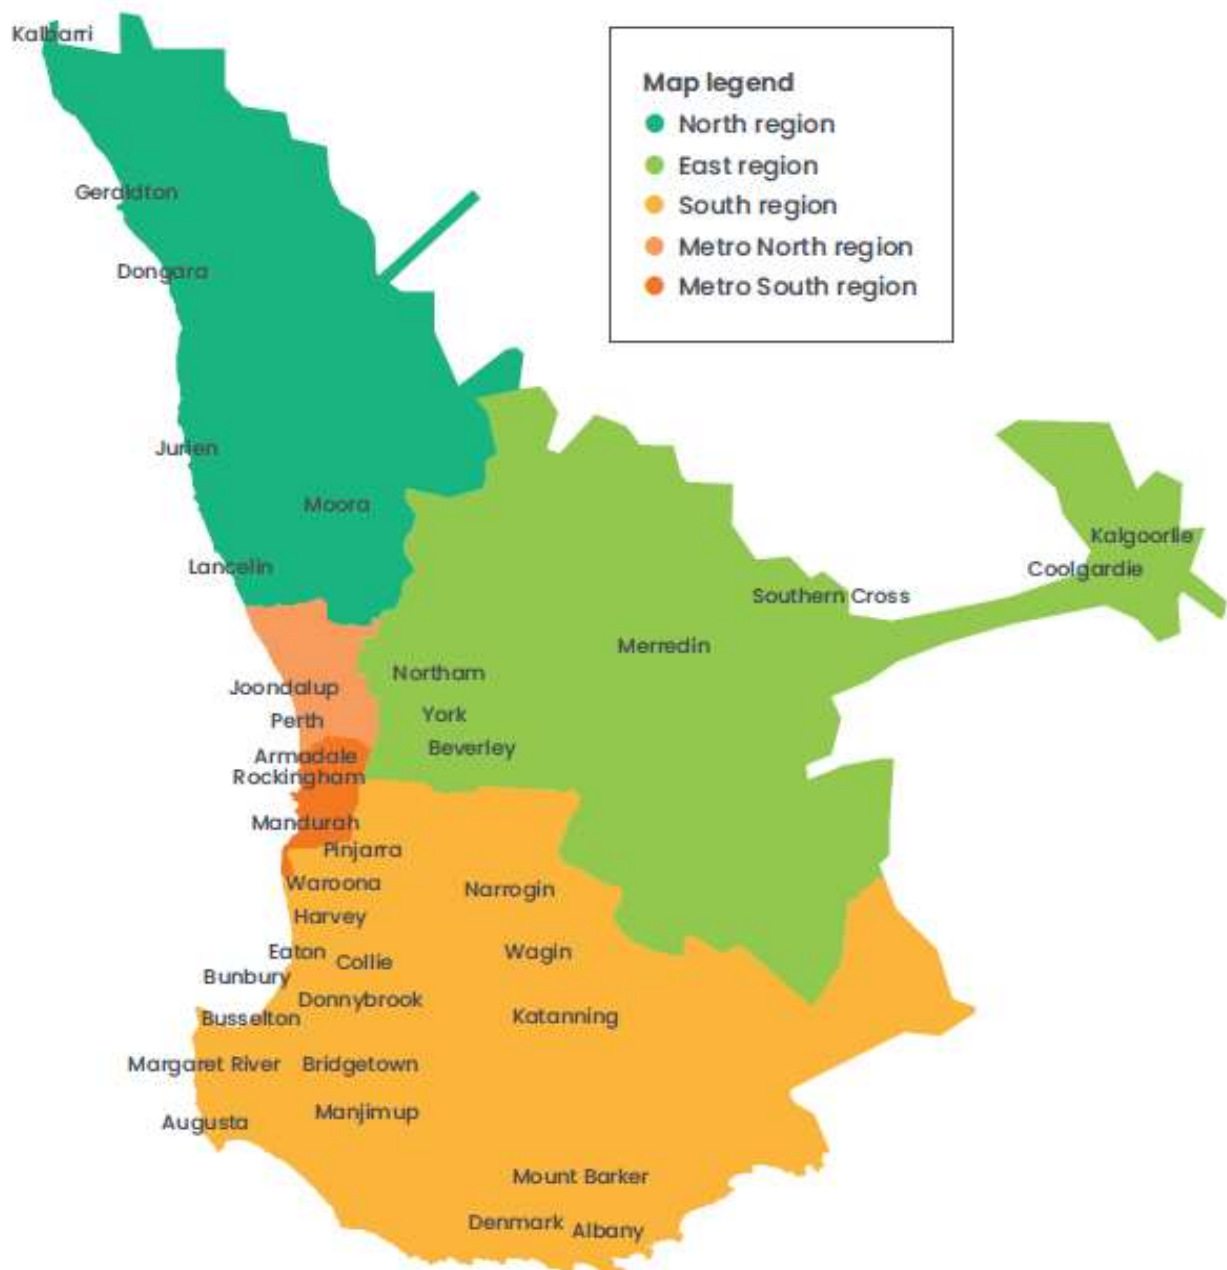 Kalbarri
Map legend
North region
East region
South region
Metro North region
Metro South region
Geraldton
Dongara
Jurien
Moora
Lancelin
Kalgoorlie
Coolgardie
Southern Cross
Merredin
Northam
Joondalup
York
Perth
Beverley
Armadale
Rockingham
Mandurah
Pinjarra
Waroona
Narrogin
Harvey
Eaton
Wagin
Collie
Bunbury
Donnybrook
Busselton
Katanning
Margaret River
Bridgetown
Manjimup
Augusta
Mount Barker
Denmark
Albany